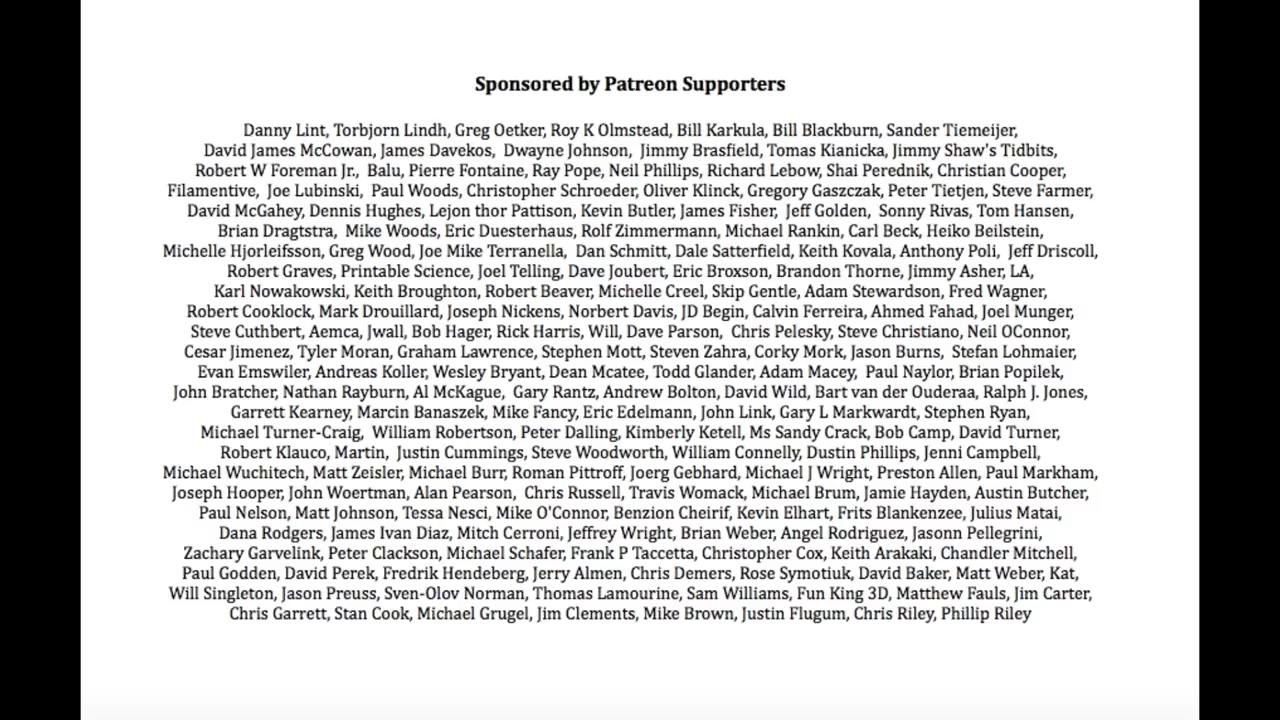 Sponsored by Patreon Supporters
Danny Lint, Torbjorn Lindh, Greg Oetker, Roy K Olmstead, Bill Karkula, Bill Blackburn, Sander Tiemeijer,
David James McCowan, James Davekos,  Dwayne Johnson,  Jimmy Brasfield, Tomas Kianicka, Jimmy Shaw's Tidbits,
Robert W Foreman Jr.,  Balu, Pierre Fontaine, Ray Pope, Neil Phillips, Richard Lebow, Shai Perednik, Christian Cooper,
Filamentive,  Joe Lubinski,  Paul Woods, Christopher Schroeder, Oliver Klinck, Gregory Gaszczak, Peter Tietjen, Steve Farmer,
David McGahey, Dennis Hughes, Lejon thor Pattison, Kevin Butler, James Fisher,  Jeff Golden,  Sonny Rivas, Tom Hansen,
Brian Dragtstra,  Mike Woods, Eric Duesterhaus, Rolf Zimmermann, Michael Rankin, Carl Beck, Heiko Beilstein,
Michelle Hjorleifsson, Greg Wood, Joe Mike Terranella,  Dan Schmitt, Dale Satterfield, Keith Kovala, Anthony Poli,  Jeff Driscoll,
Robert Graves, Printable Science, Joel Telling, Dave Joubert, Eric Broxson, Brandon Thorne, Jimmy Asher, LA,
Karl Nowakowski, Keith Broughton, Robert Beaver, Michelle Creel, Skip Gentle, Adam Stewardson, Fred Wagner,
Robert Cooklock, Mark Drouillard, Joseph Nickens, Norbert Davis, JD Begin, Calvin Ferreira, Ahmed Fahad, Joel Munger,
Steve Cuthbert, Aemca, Jwall, Bob Hager, Rick Harris, Will, Dave Parson,  Chris Pelesky, Steve Christiano, Neil OConnor,
Cesar Jimenez, Tyler Moran, Graham Lawrence, Stephen Mott, Steven Zahra, Corky Mork, Jason Burns,  Stefan Lohmaier,
Evan Emswiler, Andreas Koller, Wesley Bryant, Dean Mcatee, Todd Glander, Adam Macey,  Paul Naylor, Brian Popilek,
John Bratcher, Nathan Rayburn, Al McKague,  Gary Rantz, Andrew Bolton, David Wild, Bart van der Ouderaa, Ralph J. Jones,
Garrett Kearney, Marcin Banaszek, Mike Fancy, Eric Edelmann, John Link, Gary L Markwardt, Stephen Ryan,
Michael Turner-Craig,  William Robertson, Peter Dalling, Kimberly Ketell, Ms Sandy Crack, Bob Camp, David Turner,
Robert Klauco, Martin,  Justin Cummings, Steve Woodworth, William Connelly, Dustin Phillips, Jenni Campbell,
Michael Wuchitech, Matt Zeisler, Michael Burr, Roman Pittroff, Joerg Gebhard, Michael J Wright, Preston Allen, Paul Markham,
Joseph Hooper, John Woertman, Alan Pearson,  Chris Russell, Travis Womack, Michael Brum, Jamie Hayden, Austin Butcher,
Paul Nelson, Matt Johnson, Tessa Nesci, Mike O'Connor, Benzion Cheirif, Kevin Elhart, Frits Blankenzee, Julius Matai,
Dana Rodgers, James Ivan Diaz, Mitch Cerroni, Jeffrey Wright, Brian Weber, Angel Rodriguez, Jasonn Pellegrini,
Zachary Garvelink, Peter Clackson, Michael Schafer, Frank P Taccetta, Christopher Cox, Keith Arakaki, Chandler Mitchell,
Paul Godden, David Perek, Fredrik Hendeberg, Jerry Almen, Chris Demers, Rose Symotiuk, David Baker, Matt Weber, Kat,
Will Singleton, Jason Preuss, Sven-Olov Norman, Thomas Lamourine, Sam Williams, Fun King 3D, Matthew Fauls, Jim Carter,
Chris Garrett, Stan Cook, Michael Grugel, Jim Clements, Mike Brown, Justin Flugum, Chris Riley, Phillip Riley